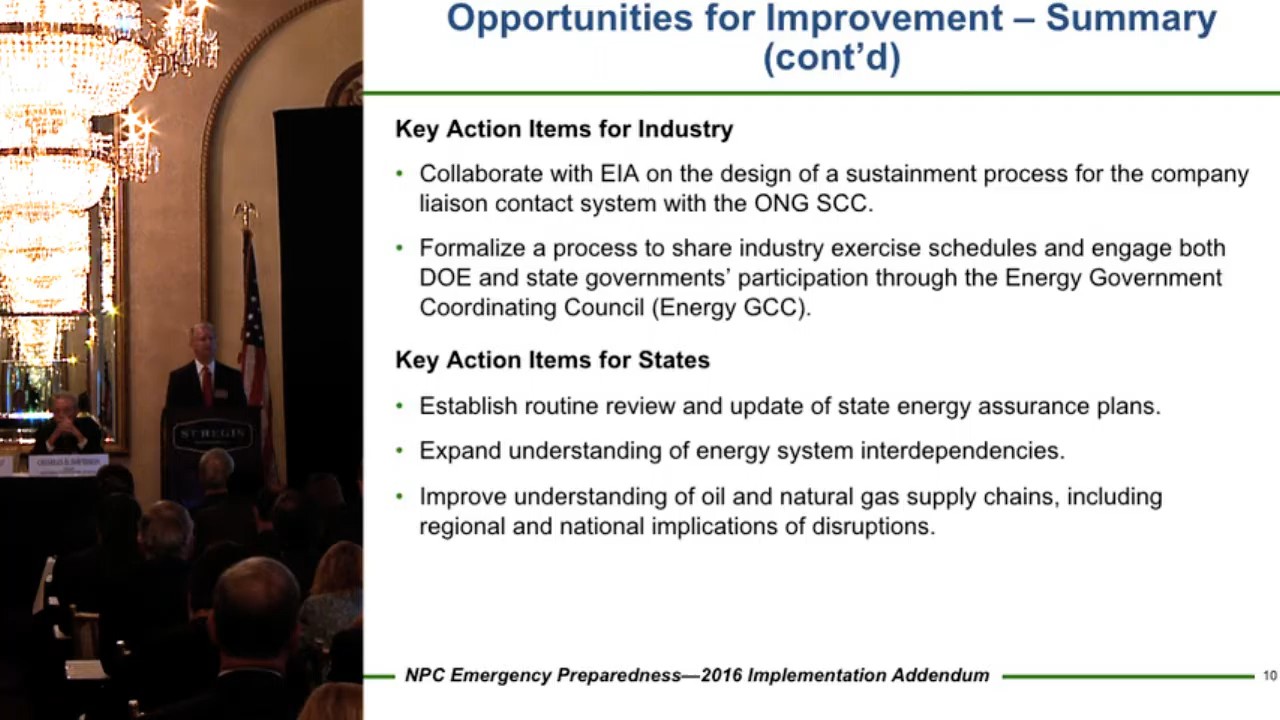 Opportunities for Improvement – Summary
(cont’d)
Key Action Items for Industry
• Collaborate with EIA on the design of a sustainment process for the company
liaison contact system with the ONG SCC.
• Formalize a process to share industry exercise schedules and engage both
DOE and state governments’ participation through the Energy Government
Coordinating Council (Energy GCC).
Key Action Items for States
• Establish routine review and update of state energy assurance plans.
• Expand understanding of energy system interdependencies.
• Improve understanding of oil and natural gas supply chains, including
regional and national implications of disruptions.
NPC Emergency Preparedness—2016 Implementation Addendum
10
ST REGIS